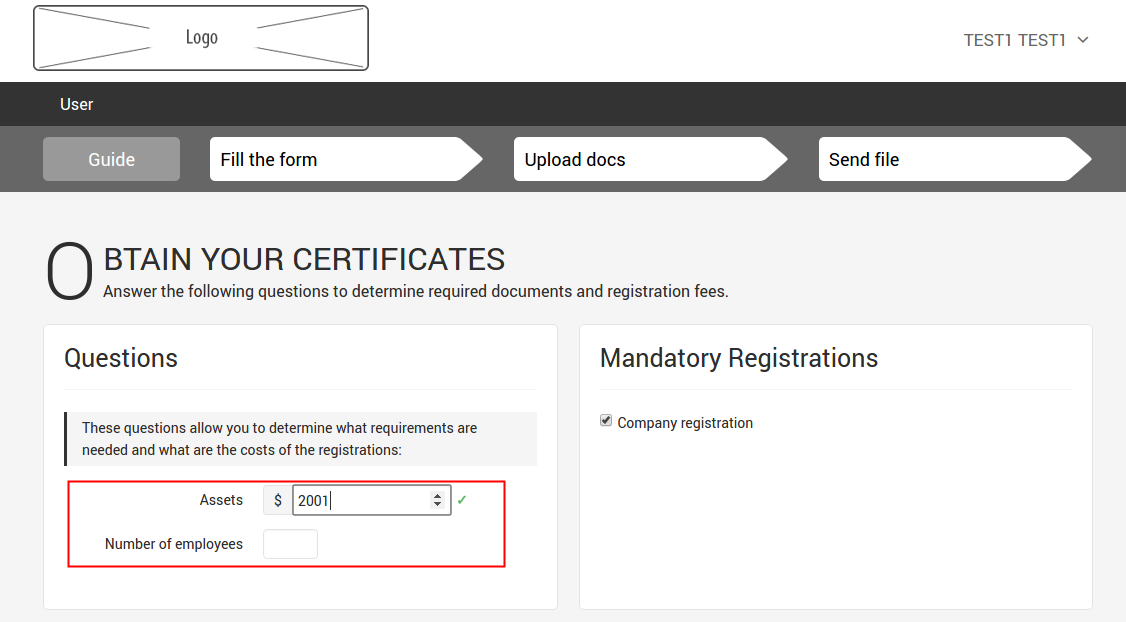 Logo
TEST1 TEST1
User
Guide
Fill the form
Upload docs
Send file
OBTAIN YOUR CERTIFICATES
Answer the following questions to determine required documents and registration fees.
Questions
These questions allow you to determine what requirements are
needed and what are the costs of the registrations:
Assets $ 2001
Number of employees
Mandatory Registrations
Company registration